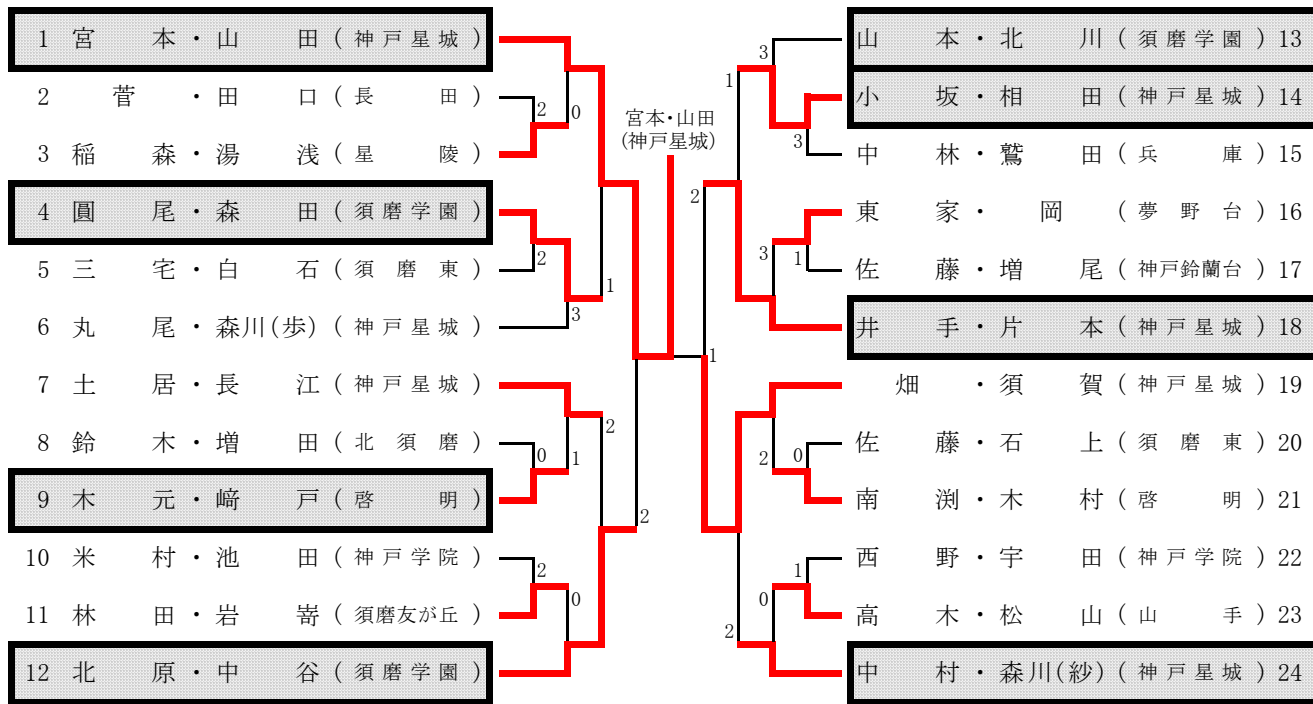 1 宮本・山田(神戸星城)
2 菅・田口(長田)
3 稲森・湯浅(星陵)
4 圓尾・森田(須磨学園)
5 三宅・白石(須磨東)
6 丸尾・森川(歩)(神戸星城)
7 土居・長江(神戸星城)
8 鈴木・増田(北須磨)
9 木元・﨑戸(啓明)
10 米村・池田(神戸学院)
11 林田・岩嵜(須磨友が丘)
12 北原・中谷(須磨学園)
2
0
2
3
1
0
1
2
2
0
2
宮本・山田
(神戸星城)
1
3
1
3
2
3
1
2
0
1
0
2
山本・北川(須磨学園)13
小坂・相田(神戸星城)14
中林・鷲田(兵庫)15
東家・岡(夢野台)16
佐藤・増尾(神戸鈴蘭台)17
井手・片本(神戸星城)18
畑・須賀(神戸星城)19
佐藤・石上(須磨東)20
南渕・木村(啓明)21
西野・宇田(神戸学院)22
高木・松山(山手)23
中村・森川(紗)(神戸星城)24